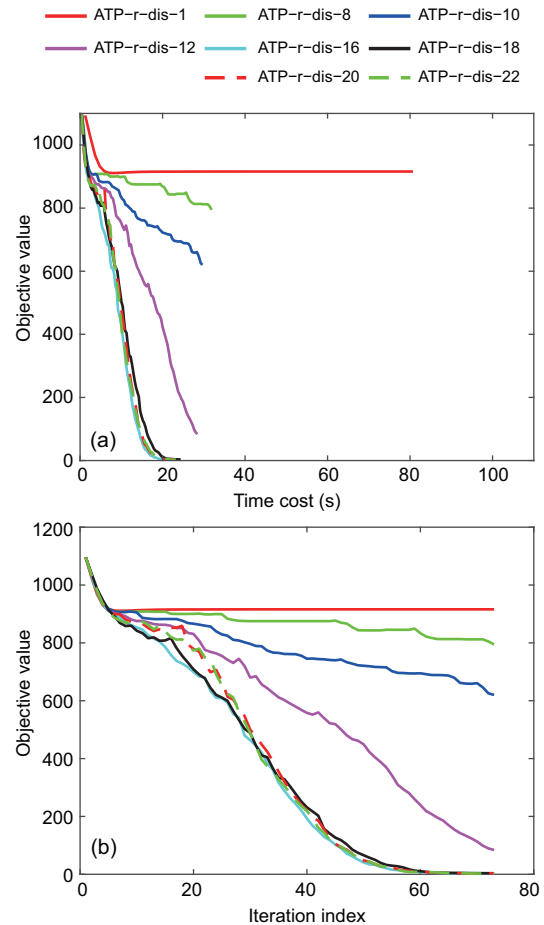 ATP-r-dis-1 ATP-r-dis-8 ATP-r-dis-10
ATP-r-dis-12 ATP-r-dis-16 ATP-r-dis-18
ATP-r-dis-20 ATP-r-dis-22
1000
800
600
400
200
0
Objective value
(a)
0 20 40 60 80 100
Time cost (s)
1200
1000
800
600
400
200
0
Objective value
(b)
0 20 40 60 80
Iteration index